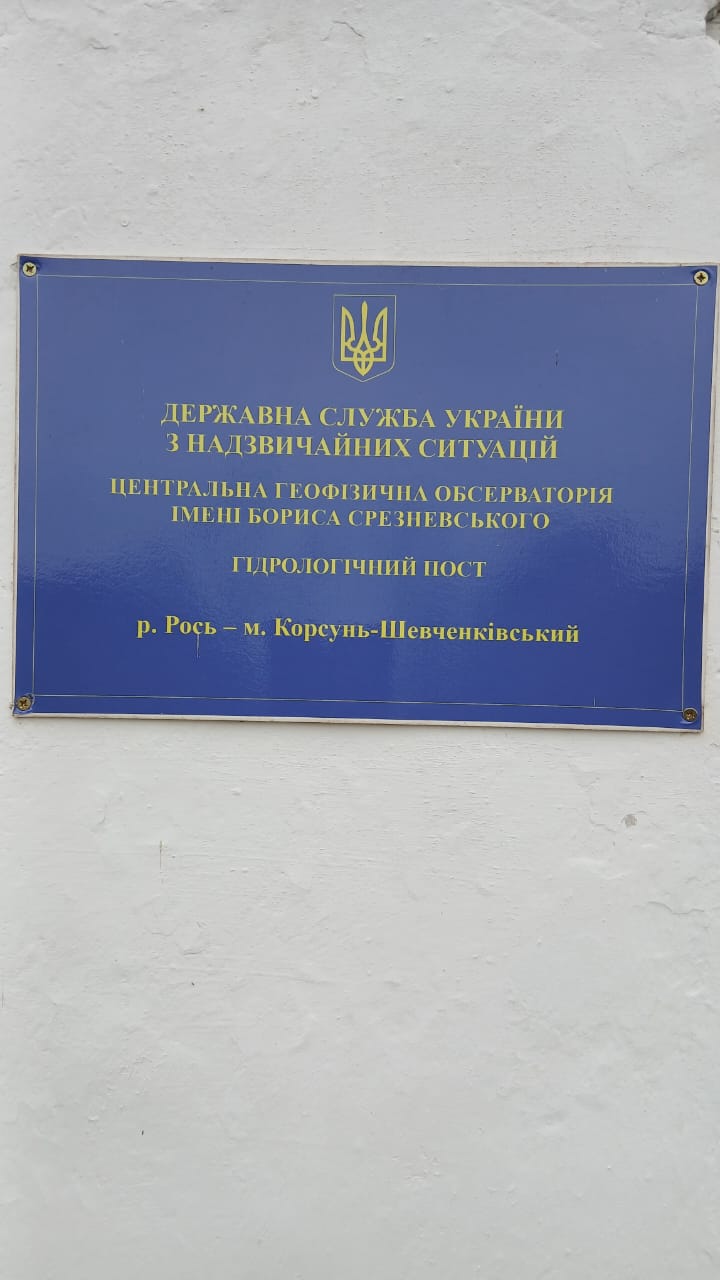 ДЕРЖАВНА СЛУЖБА УКРАЇНИ
З НАДЗВИЧАЙНИХ СИТУАЦІЙ
ЦЕНТРАЛЬНА ГЕОФІЗИЧНА ОБСЕРВАТОРІЯ
ІМЕНІ БОРИСА СРЕЗНЕВСЬКОГО
ГІДРОЛОГІЧНИЙ ПОСТ
р. Рось – м. Корсунь-Шевченківський